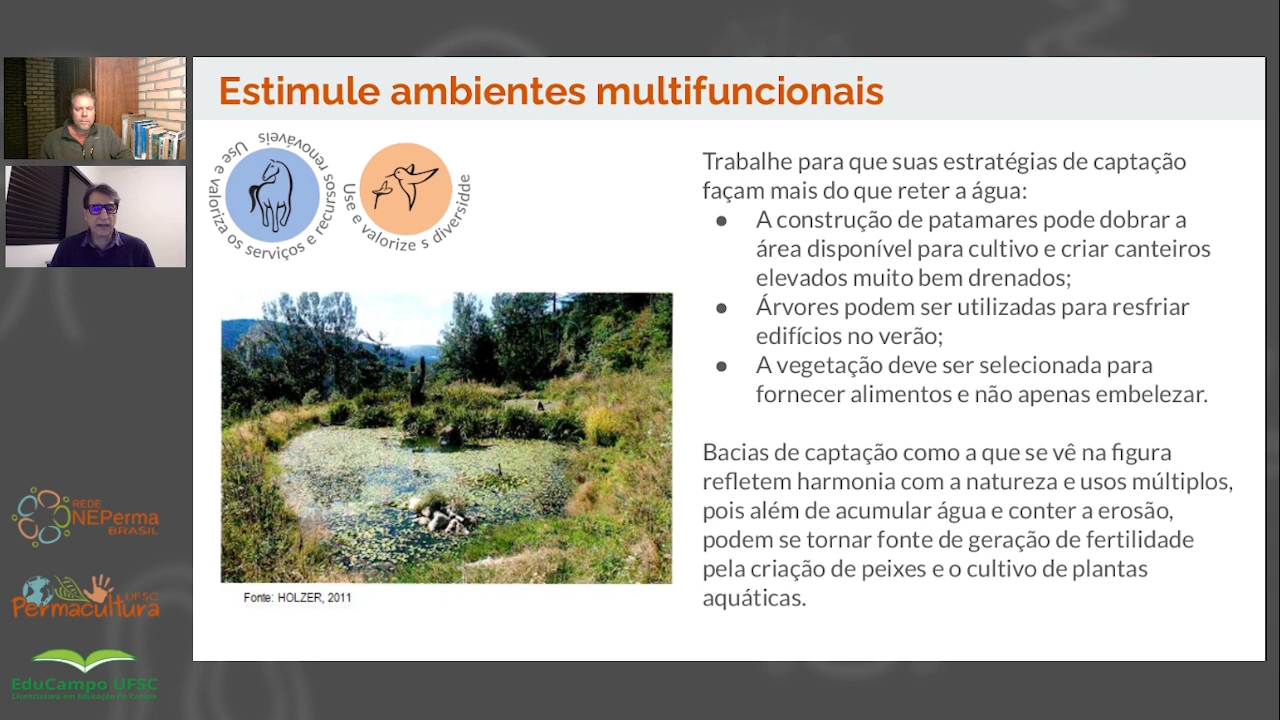 Estimule ambientes multifuncionais
Use e valoriza os serviços e recursos renováveis
Use e valorize s diversidde
Trabalhe para que suas estratégias de captação
façam mais do que reter a água:
● A construção de patamares pode dobrar a
área disponível para cultivo e criar canteiros
elevados muito bem drenados;
● Árvores podem ser utilizadas para resfriar
edifícios no verão;
● A vegetação deve ser selecionada para
fornecer alimentos e não apenas embelezar.
Bacias de captação como a que se vê na figura
refletem harmonia com a natureza e usos múltiplos,
pois além de acumular água e conter a erosão,
podem se tornar fonte de geração de fertilidade
pela criação de peixes e o cultivo de plantas
aquáticas.
Fonte: HOLZER, 2011
REDE
NEPerma
BRASIL
UFSC
Permacultura
EduCampo UFSC
Licenciatura em Educação do Campo